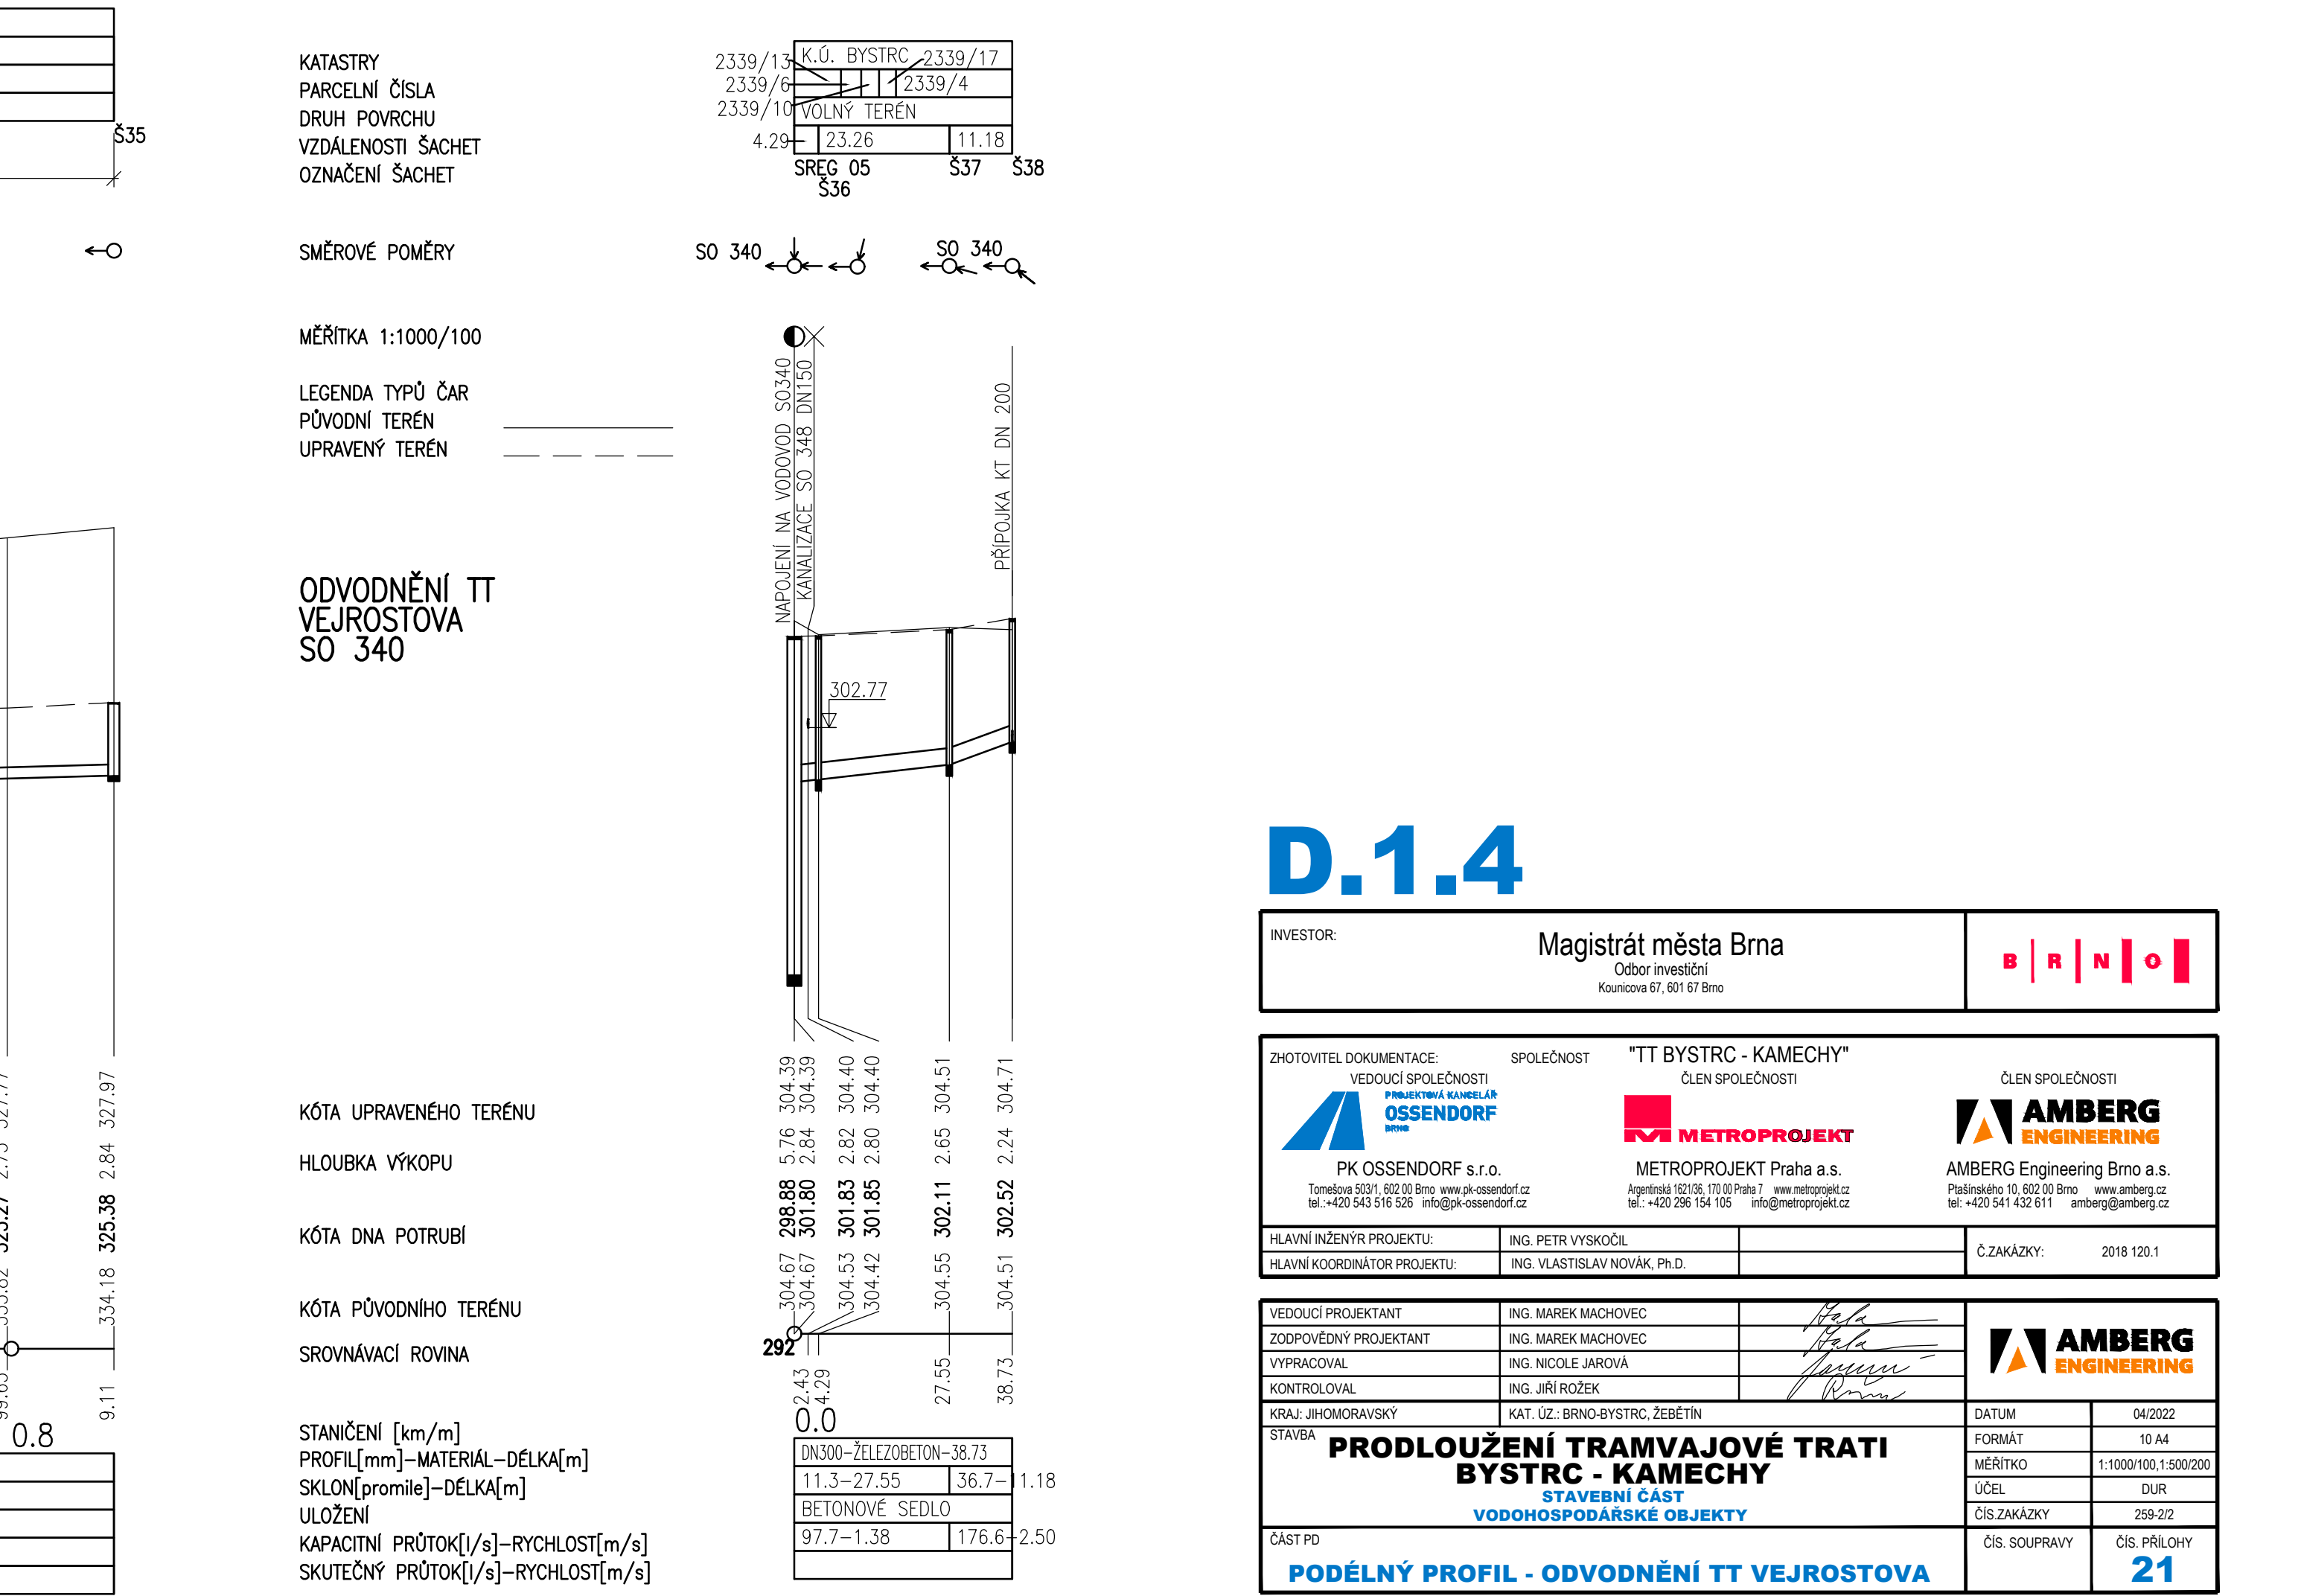 Š35
327.77
2.75
323.27
333.82
99.65
327.97
2.84
325.38
334.18
9.11
0.8
KATASTRY
PARCELNÍ ČÍSLA
DRUH POVRCHU
VZDÁLENOSTI ŠACHET
OZNAČENÍ ŠACHET
2339/13 K.Ú. BYSTRC 2339/17
2339/6 2339/4
2339/10 VOLNÝ TERÉN
4.29 23.26 11.18
SREG 05 Š37 Š38
Š36
SMĚROVÉ POMĚRY
SO 340 SO 340
MĚŘÍTKA 1:1000/100
LEGENDA TYPŮ ČAR
PŮVODNÍ TERÉN
UPRAVENÝ TERÉN
NAPOJENÍ NA VODOVOD SO340
KANALIZACE SO 348 DN150
PŘÍPOJKA KT DN 200
ODVODNĚNÍ TT
VEJROSTOVA
SO 340
302.77
KÓTA UPRAVENÉHO TERÉNU
304.39 304.39 304.40 304.40 304.51 304.71
HLOUBKA VÝKOPU
5.76 2.84 2.82 2.80 2.65 2.24
KÓTA DNA POTRUBÍ
298.88 301.80 301.83 301.85 302.11 302.52
KÓTA PŮVODNÍHO TERÉNU
304.67 304.67 304.53 304.42 304.55 304.51
SROVNÁVACÍ ROVINA
292
2.43 4.29 27.55 38.73
0.0
STANIČENÍ [km/m]
PROFIL[mm]–MATERIÁL–DÉLKA[m]
DN300–ŽELEZOBETON–38.73
SKLON[promile]–DÉLKA[m]
11.3–27.55 36.7–11.18
ULOŽENÍ
BETONOVÉ SEDLO
KAPACITNÍ PRŮTOK[l/s]–RYCHLOST[m/s]
97.7–1.38 176.6–2.50
SKUTEČNÝ PRŮTOK[l/s]–RYCHLOST[m/s]
D.1.4
INVESTOR:
Magistrát města Brna
Odbor investiční
Kounicova 67, 601 67 Brno
B R N O
ZHOTOVITEL DOKUMENTACE: SPOLEČNOST "TT BYSTRC - KAMECHY"
VEDOUCÍ SPOLEČNOSTI ČLEN SPOLEČNOSTI ČLEN SPOLEČNOSTI
PROJEKTOVÁ KANCELÁŘ
OSSENDORF
BRNO
METROPROJEKT
AMBERG
ENGINEERING
PK OSSENDORF s.r.o.
Tomešova 503/1, 602 00 Brno www.pk-ossendorf.cz
tel.:+420 543 516 526 info@pk-ossendorf.cz
METROPROJEKT Praha a.s.
Argentinská 1621/36, 170 00 Praha 7 www.metroprojekt.cz
tel.: +420 296 154 105 info@metroprojekt.cz
AMBERG Engineering Brno a.s.
Ptašínského 10, 602 00 Brno www.amberg.cz
tel: +420 541 432 611 amberg@amberg.cz
HLAVNÍ INŽENÝR PROJEKTU: ING. PETR VYSKOČIL
HLAVNÍ KOORDINÁTOR PROJEKTU: ING. VLASTISLAV NOVÁK, Ph.D.
Č.ZAKÁZKY: 2018 120.1
VEDOUCÍ PROJEKTANT ING. MAREK MACHOVEC
ZODPOVĚDNÝ PROJEKTANT ING. MAREK MACHOVEC
VYPRACOVAL ING. NICOLE JAROVÁ
KONTROLOVAL ING. JIŘÍ ROŽEK
AMBERG
ENGINEERING
KRAJ: JIHOMORAVSKÝ KAT. ÚZ.: BRNO-BYSTRC, ŽEBĚTÍN
DATUM 04/2022
STAVBA
PRODLOUŽENÍ TRAMVAJOVÉ TRATI
BYSTRC - KAMECHY
STAVEBNÍ ČÁST
VODOHOSPODÁŘSKÉ OBJEKTY
FORMÁT 10 A4
MĚŘÍTKO 1:1000/100,1:500/200
ÚČEL DUR
ČÍS.ZAKÁZKY 259-2/2
ČÁST PD
PODÉLNÝ PROFIL - ODVODNĚNÍ TT VEJROSTOVA
ČÍS. SOUPRAVY
ČÍS. PŘÍLOHY
21